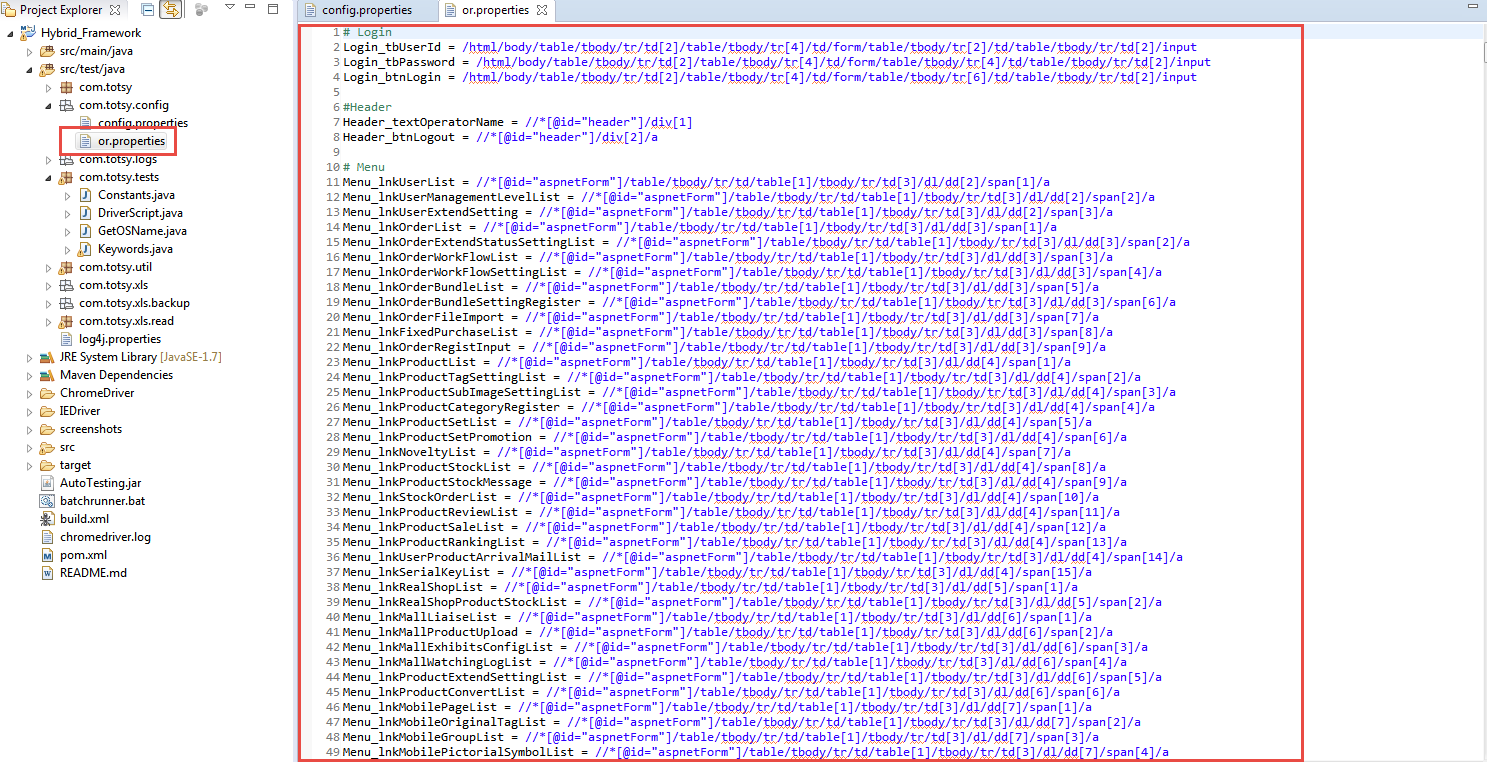 Project Explorer
Hybrid_Framework
src/main/java
src/test/java
com.totsy
com.totsy.config
config.properties
or.properties
com.totsy.logs
com.totsy.tests
Constants.java
DriverScript.java
GetOSName.java
Keywords.java
com.totsy.util
com.totsy.xls
com.totsy.xls.backup
com.totsy.xls.read
log4j.properties
JRE System Library [JavaSE-1.7]
Maven Dependencies
ChromeDriver
IEDriver
screenshots
src
target
AutoTesting.jar
batchrunner.bat
build.xml
chromedriver.log
pom.xml
README.md
config.properties
or.properties
1 # Login
2 Login_tbUserId = /html/body/table/tbody/tr/td[2]/table/tbody/tr[4]/td/form/table/tbody/tr[2]/td/table/tbody/tr/td[2]/input
3 Login_tbPassword = /html/body/table/tbody/tr/td[2]/table/tbody/tr[4]/td/form/table/tbody/tr[4]/td/table/tbody/tr/td[2]/input
4 Login_btnLogin = /html/body/table/tbody/tr/td[2]/table/tbody/tr[4]/td/form/table/tbody/tr[6]/td/table/tbody/tr/td[2]/input
5
6 #Header
7 Header_textOperatorName = //*[@id="header"]/div[1]
8 Header_btnLogout = //*[@id="header"]/div[2]/a
9
10 # Menu
11 Menu_lnkUserList = //*[@id="aspnetForm"]/table/tbody/tr/td/table[1]/tbody/tr/td[3]/dl/dd[2]/span[1]/a
12 Menu_lnkUserManagementLevelList = //*[@id="aspnetForm"]/table/tbody/tr/td/table[1]/tbody/tr/td[3]/dl/dd[2]/span[2]/a
13 Menu_lnkUserExtendSetting = //*[@id="aspnetForm"]/table/tbody/tr/td/table[1]/tbody/tr/td[3]/dl/dd[2]/span[3]/a
14 Menu_lnkOrderList = //*[@id="aspnetForm"]/table/tbody/tr/td/table[1]/tbody/tr/td[3]/dl/dd[3]/span[1]/a
15 Menu_lnkOrderExtendStatusSettingList = //*[@id="aspnetForm"]/table/tbody/tr/td/table[1]/tbody/tr/td[3]/dl/dd[3]/span[2]/a
16 Menu_lnkOrderWorkFlowList = //*[@id="aspnetForm"]/table/tbody/tr/td/table[1]/tbody/tr/td[3]/dl/dd[3]/span[3]/a
17 Menu_lnkOrderWorkFlowSettingList = //*[@id="aspnetForm"]/table/tbody/tr/td/table[1]/tbody/tr/td[3]/dl/dd[3]/span[4]/a
18 Menu_lnkOrderBundleList = //*[@id="aspnetForm"]/table/tbody/tr/td/table[1]/tbody/tr/td[3]/dl/dd[3]/span[5]/a
19 Menu_lnkOrderBundleSettingRegister = //*[@id="aspnetForm"]/table/tbody/tr/td/table[1]/tbody/tr/td[3]/dl/dd[3]/span[6]/a
20 Menu_lnkOrderFileImport = //*[@id="aspnetForm"]/table/tbody/tr/td/table[1]/tbody/tr/td[3]/dl/dd[3]/span[7]/a
21 Menu_lnkFixedPurchaseList = //*[@id="aspnetForm"]/table/tbody/tr/td/table[1]/tbody/tr/td[3]/dl/dd[3]/span[8]/a
22 Menu_lnkOrderRegistInput = //*[@id="aspnetForm"]/table/tbody/tr/td/table[1]/tbody/tr/td[3]/dl/dd[3]/span[9]/a
23 Menu_lnkProductList = //*[@id="aspnetForm"]/table/tbody/tr/td/table[1]/tbody/tr/td[3]/dl/dd[4]/span[1]/a
24 Menu_lnkProductTagSettingList = //*[@id="aspnetForm"]/table/tbody/tr/td/table[1]/tbody/tr/td[3]/dl/dd[4]/span[2]/a
25 Menu_lnkProductSubImageSettingList = //*[@id="aspnetForm"]/table/tbody/tr/td/table[1]/tbody/tr/td[3]/dl/dd[4]/span[3]/a
26 Menu_lnkProductCategoryRegister = //*[@id="aspnetForm"]/table/tbody/tr/td/table[1]/tbody/tr/td[3]/dl/dd[4]/span[4]/a
27 Menu_lnkProductSetList = //*[@id="aspnetForm"]/table/tbody/tr/td/table[1]/tbody/tr/td[3]/dl/dd[4]/span[5]/a
28 Menu_lnkProductSetPromotion = //*[@id="aspnetForm"]/table/tbody/tr/td/table[1]/tbody/tr/td[3]/dl/dd[4]/span[6]/a
29 Menu_lnkNoveltyList = //*[@id="aspnetForm"]/table/tbody/tr/td/table[1]/tbody/tr/td[3]/dl/dd[4]/span[7]/a
30 Menu_lnkProductStockList = //*[@id="aspnetForm"]/table/tbody/tr/td/table[1]/tbody/tr/td[3]/dl/dd[4]/span[8]/a
31 Menu_lnkProductStockMessage = //*[@id="aspnetForm"]/table/tbody/tr/td/table[1]/tbody/tr/td[3]/dl/dd[4]/span[9]/a
32 Menu_lnkStockOrderList = //*[@id="aspnetForm"]/table/tbody/tr/td/table[1]/tbody/tr/td[3]/dl/dd[4]/span[10]/a
33 Menu_lnkProductReviewList = //*[@id="aspnetForm"]/table/tbody/tr/td/table[1]/tbody/tr/td[3]/dl/dd[4]/span[11]/a
34 Menu_lnkProductSaleList = //*[@id="aspnetForm"]/table/tbody/tr/td/table[1]/tbody/tr/td[3]/dl/dd[4]/span[12]/a
35 Menu_lnkProductRankingList = //*[@id="aspnetForm"]/table/tbody/tr/td/table[1]/tbody/tr/td[3]/dl/dd[4]/span[13]/a
36 Menu_lnkUserProductArrivalMailList = //*[@id="aspnetForm"]/table/tbody/tr/td/table[1]/tbody/tr/td[3]/dl/dd[4]/span[14]/a
37 Menu_lnkSerialKeyList = //*[@id="aspnetForm"]/table/tbody/tr/td/table[1]/tbody/tr/td[3]/dl/dd[4]/span[15]/a
38 Menu_lnkRealShopList = //*[@id="aspnetForm"]/table/tbody/tr/td/table[1]/tbody/tr/td[3]/dl/dd[5]/span[1]/a
39 Menu_lnkRealShopProductStockList = //*[@id="aspnetForm"]/table/tbody/tr/td/table[1]/tbody/tr/td[3]/dl/dd[5]/span[2]/a
40 Menu_lnkMallLiaiseList = //*[@id="aspnetForm"]/table/tbody/tr/td/table[1]/tbody/tr/td[3]/dl/dd[6]/span[1]/a
41 Menu_lnkMallProductUpload = //*[@id="aspnetForm"]/table/tbody/tr/td/table[1]/tbody/tr/td[3]/dl/dd[6]/span[2]/a
42 Menu_lnkMallExhibitsConfigList = //*[@id="aspnetForm"]/table/tbody/tr/td/table[1]/tbody/tr/td[3]/dl/dd[6]/span[3]/a
43 Menu_lnkMallWatchingLogList = //*[@id="aspnetForm"]/table/tbody/tr/td/table[1]/tbody/tr/td[3]/dl/dd[6]/span[4]/a
44 Menu_lnkProductExtendSettingList = //*[@id="aspnetForm"]/table/tbody/tr/td/table[1]/tbody/tr/td[3]/dl/dd[6]/span[5]/a
45 Menu_lnkProductConvertList = //*[@id="aspnetForm"]/table/tbody/tr/td/table[1]/tbody/tr/td[3]/dl/dd[6]/span[6]/a
46 Menu_lnkMobilePageList = //*[@id="aspnetForm"]/table/tbody/tr/td/table[1]/tbody/tr/td[3]/dl/dd[7]/span[1]/a
47 Menu_lnkMobileOriginalTagList = //*[@id="aspnetForm"]/table/tbody/tr/td/table[1]/tbody/tr/td[3]/dl/dd[7]/span[2]/a
48 Menu_lnkMobileGroupList = //*[@id="aspnetForm"]/table/tbody/tr/td/table[1]/tbody/tr/td[3]/dl/dd[7]/span[3]/a
49 Menu_lnkMobilePictorialSymbolList = //*[@id="aspnetForm"]/table/tbody/tr/td/table[1]/tbody/tr/td[3]/dl/dd[7]/span[4]/a